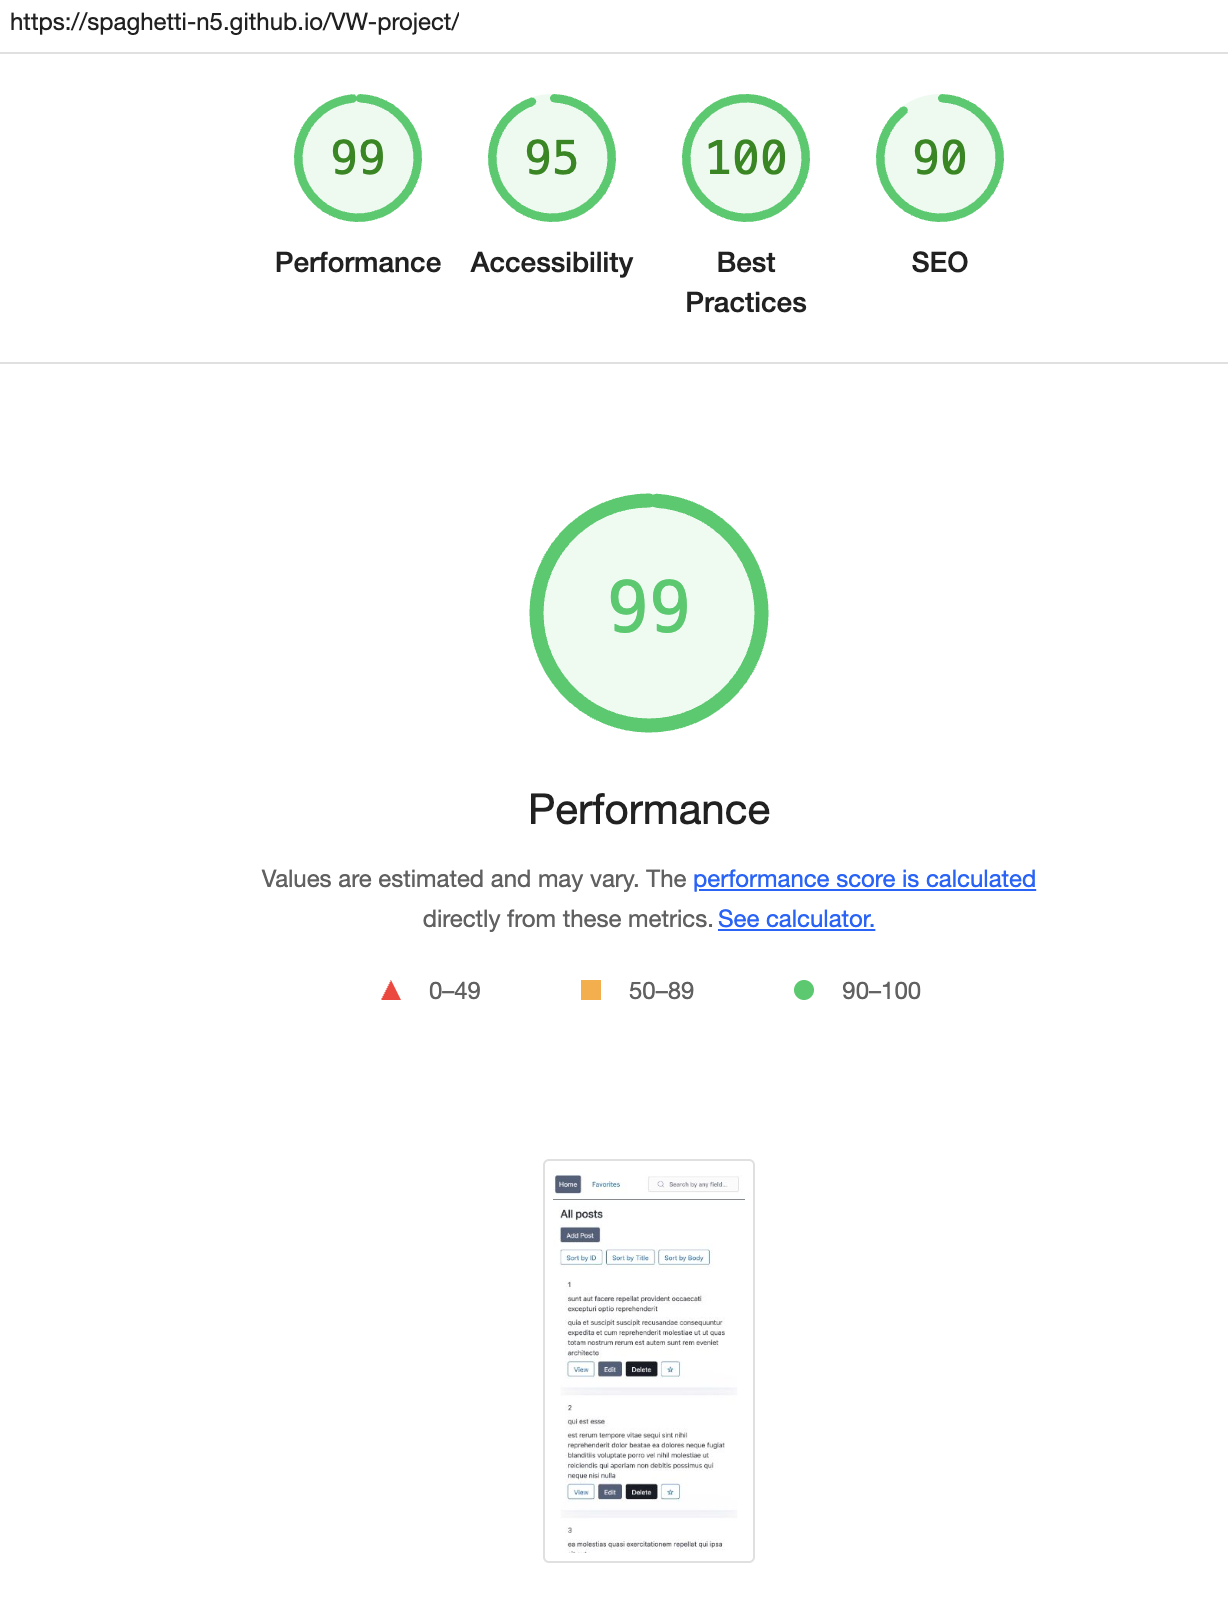 https://spaghetti-n5.github.io/VW-project/
99 95 100 90
Performance Accessibility Best Practices SEO
99
Performance
Values are estimated and may vary. The performance score is calculated
directly from these metrics. See calculator.
0–49 50–89 90–100
Home Favorites Search by any field...
All posts
Add Post
Sort by ID Sort by Title Sort by Body
1
sunt aut facere repellat provident occaecati
excepturi optio reprehenderit
quia et suscipit suscipit recusandae consequuntur
expedita et cum reprehenderit molestiae ut ut quas
totam nostrum rerum est autem sunt rem eveniet
architecto
View Edit Delete
2
qui est esse
est rerum tempore vitae sequi sint nihil
reprehenderit dolor beatae ea dolores neque fugiat
blanditiis voluptate porro vel nihil molestiae ut
reiciendis qui aperiam non debitis possimus qui
neque nisi nulla
View Edit Delete
3
ea molestias quasi exercitationem repellat qui ipsa